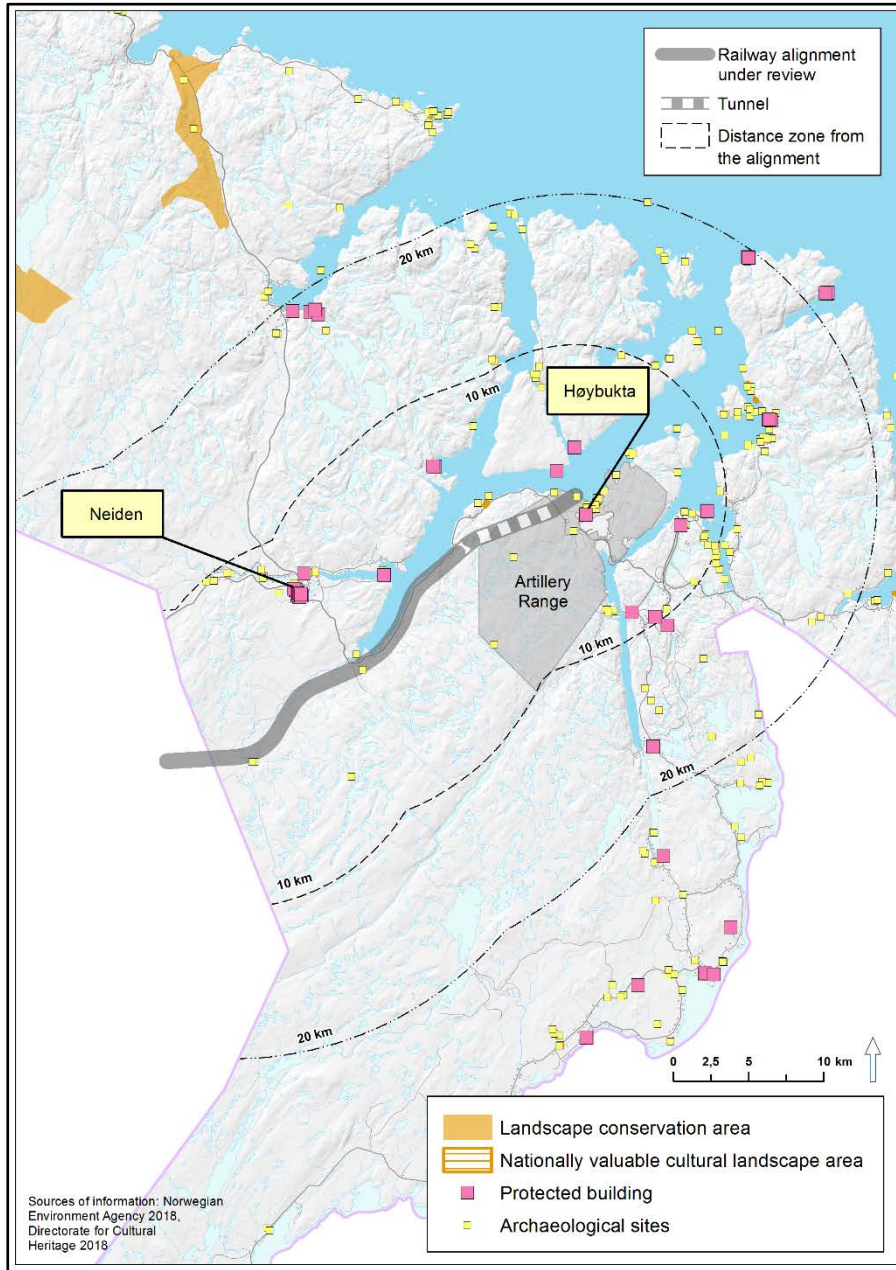 Railway alignment
under review
Tunnel
Distance zone from
the alignment
20 km
10 km
Høybukta
Neiden
Artillery
Range
10 km
20 km
10 km
20 km
0 2,5 5 10 km
Landscape conservation area
Nationally valuable cultural landscape area
Protected building
Archaeological sites
Sources of information: Norwegian
Environment Agency 2018,
Directorate for Cultural
Heritage 2018